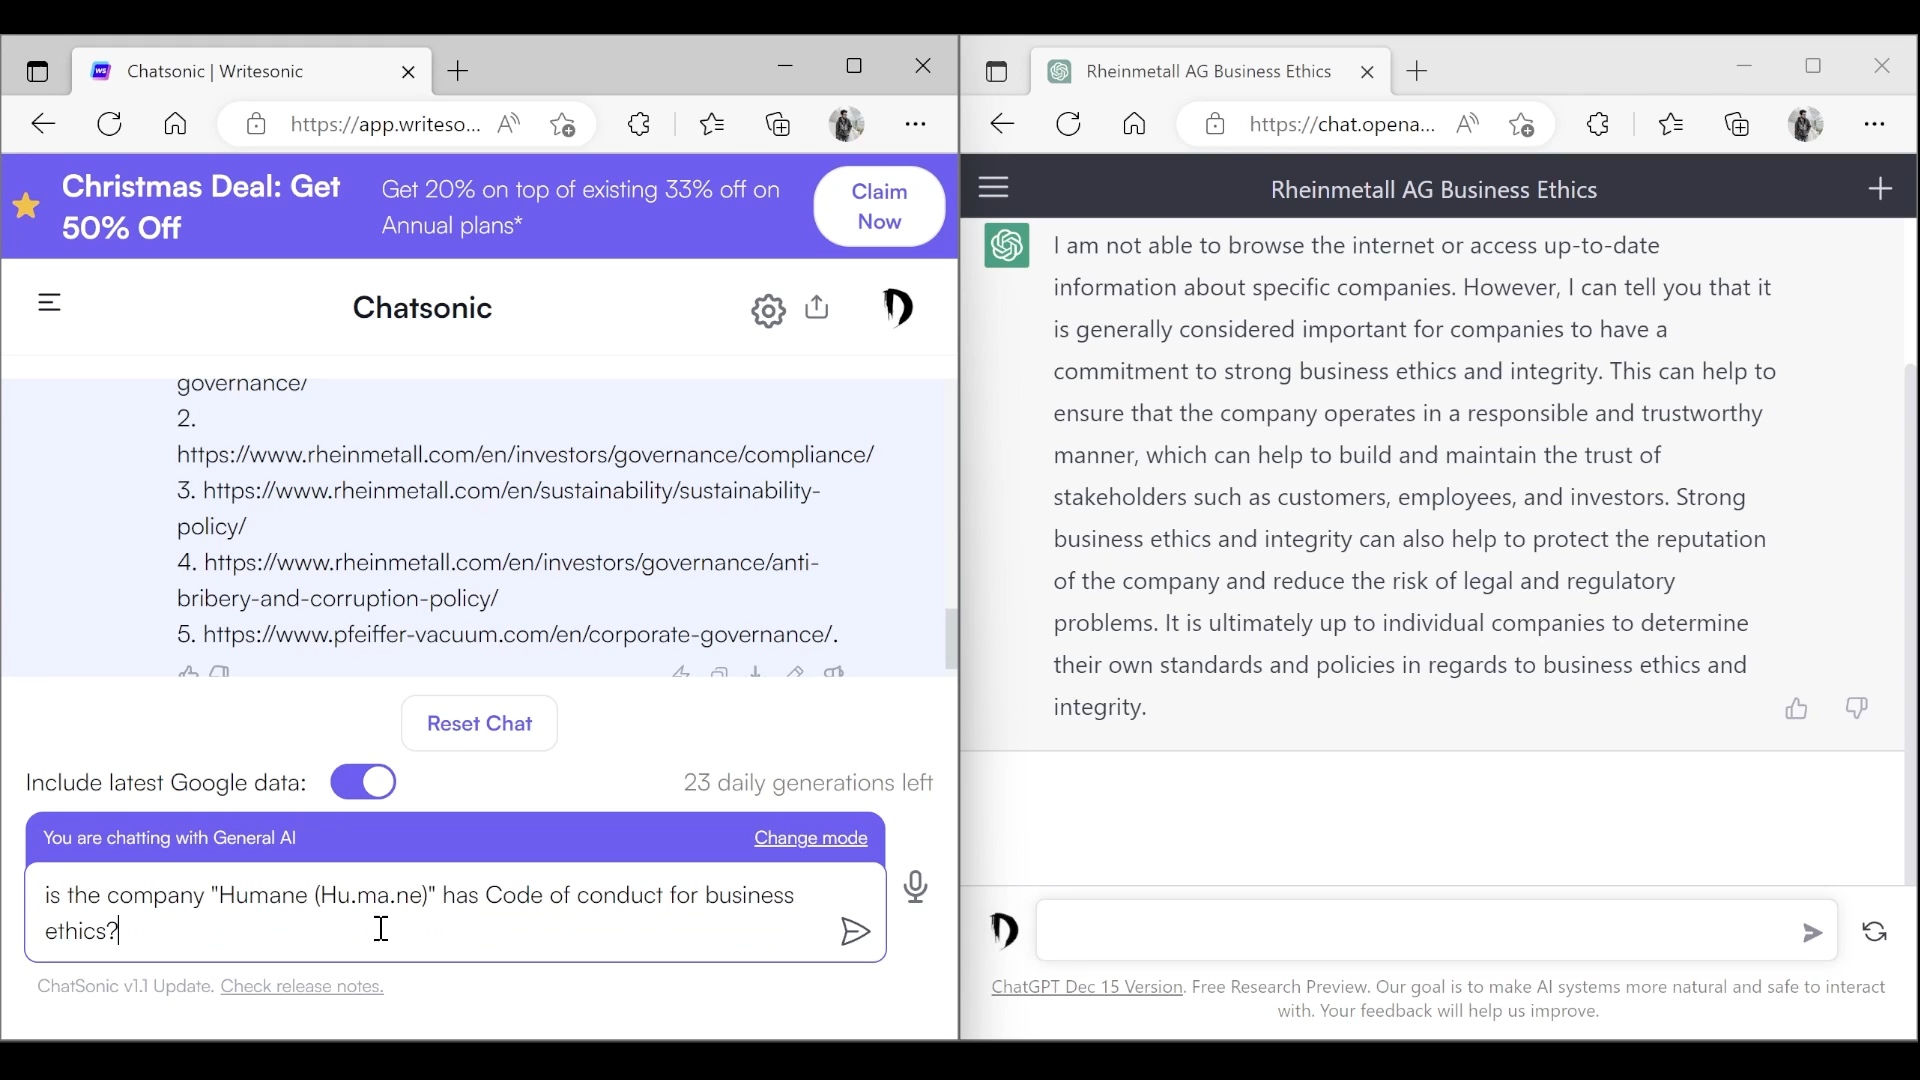 Chatsonic | Writesonic
https://app.writeso...
Christmas Deal: Get
50% Off
Get 20% on top of existing 33% off on
Annual plans*
Claim
Now
Chatsonic
governance/
2.
https://www.rheinmetall.com/en/investors/governance/compliance/
3. https://www.rheinmetall.com/en/sustainability/sustainability-
policy/
4. https://www.rheinmetall.com/en/investors/governance/anti-
bribery-and-corruption-policy/
5. https://www.pfeiffer-vacuum.com/en/corporate-governance/.
Reset Chat
Include latest Google data:
23 daily generations left
You are chatting with General AI
Change mode
is the company "Humane (Hu.ma.ne)" has Code of conduct for business
ethics?
ChatSonic v1.1 Update. Check release notes.
Rheinmetall AG Business Ethics
https://chat.opena...
Rheinmetall AG Business Ethics
I am not able to browse the internet or access up-to-date
information about specific companies. However, I can tell you that it
is generally considered important for companies to have a
commitment to strong business ethics and integrity. This can help to
ensure that the company operates in a responsible and trustworthy
manner, which can help to build and maintain the trust of
stakeholders such as customers, employees, and investors. Strong
business ethics and integrity can also help to protect the reputation
of the company and reduce the risk of legal and regulatory
problems. It is ultimately up to individual companies to determine
their own standards and policies in regards to business ethics and
integrity.
ChatGPT Dec 15 Version. Free Research Preview. Our goal is to make AI systems more natural and safe to interact
with. Your feedback will help us improve.